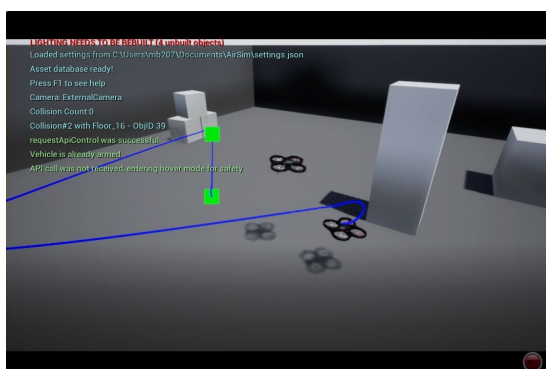 LIGHTING NEEDS TO BE REBUILT (4 unbuilt objects)
Loaded settings from C:\Users\mb207\Documents\AirSim\settings.json
Asset database ready!
Press F1 to see help
Camera: ExternalCamera
Collision Count:0
Collision#2 with Floor_16 - ObjID 39
requestApiControl was successful
Vehicle is already armed
API call was not received, entering hover mode for safety